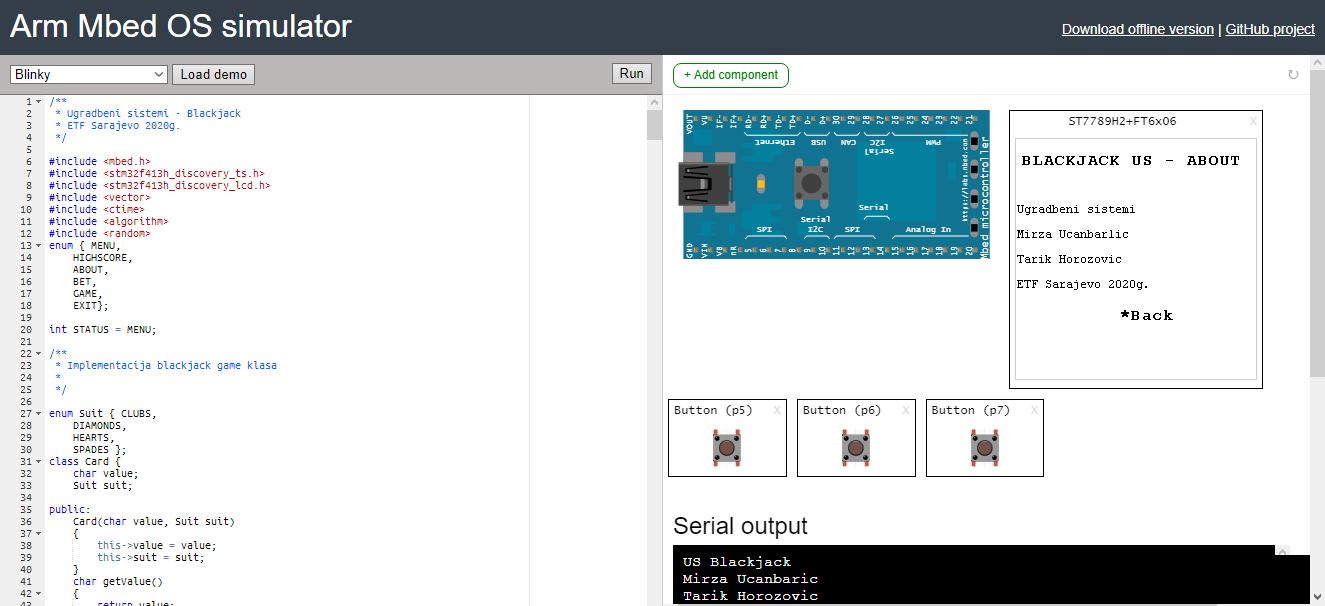 Arm Mbed OS simulator
Download offline version | GitHub project
Blinky
Load demo
Run
1 /**
2  * Ugradbeni sistemi - Blackjack
3  * ETF Sarajevo 2020g.
4  */
5
6 #include <mbed.h>
7 #include <stm32f413h_discovery_ts.h>
8 #include <stm32f413h_discovery_lcd.h>
9 #include <vector>
10 #include <ctime>
11 #include <algorithm>
12 #include <random>
13 enum { MENU,
14     HIGHSCORE,
15     ABOUT,
16     BET,
17     GAME,
18     EXIT};
19
20 int STATUS = MENU;
21
22 /**
23  * Implementacija blackjack game klasa
24  *
25  */
26
27 enum Suit { CLUBS,
28     DIAMONDS,
29     HEARTS,
30     SPADES };
31 class Card {
32     char value;
33     Suit suit;
34
35 public:
36     Card(char value, Suit suit)
37     {
38         this->value = value;
39         this->suit = suit;
40     }
41     char getValue()
42     {
43         return value;
+ Add component
VOUT VU IF- IF+ RD- RD+ TD- TD+ D- D+ 30 29 28 27 26 25 24 23 22 21
Ethernet USB CAN I2C PWM
Serial
https://labs.mbed.com
Mbed microcontroller
Serial
Serial
SPI I2C SPI Analog In
GND VIN VB nR 5 6 7 8 9 10 11 12 13 14 15 16 17 18 19 20
ST7789H2+FT6x06 X
BLACKJACK US - ABOUT
Ugradbeni sistemi
Mirza Ucanbarlic
Tarik Horozovic
ETF Sarajevo 2020g.
*Back
Button (p5) X
Button (p6) X
Button (p7) X
Serial output
US Blackjack
Mirza Ucanbaric
Tarik Horozovic